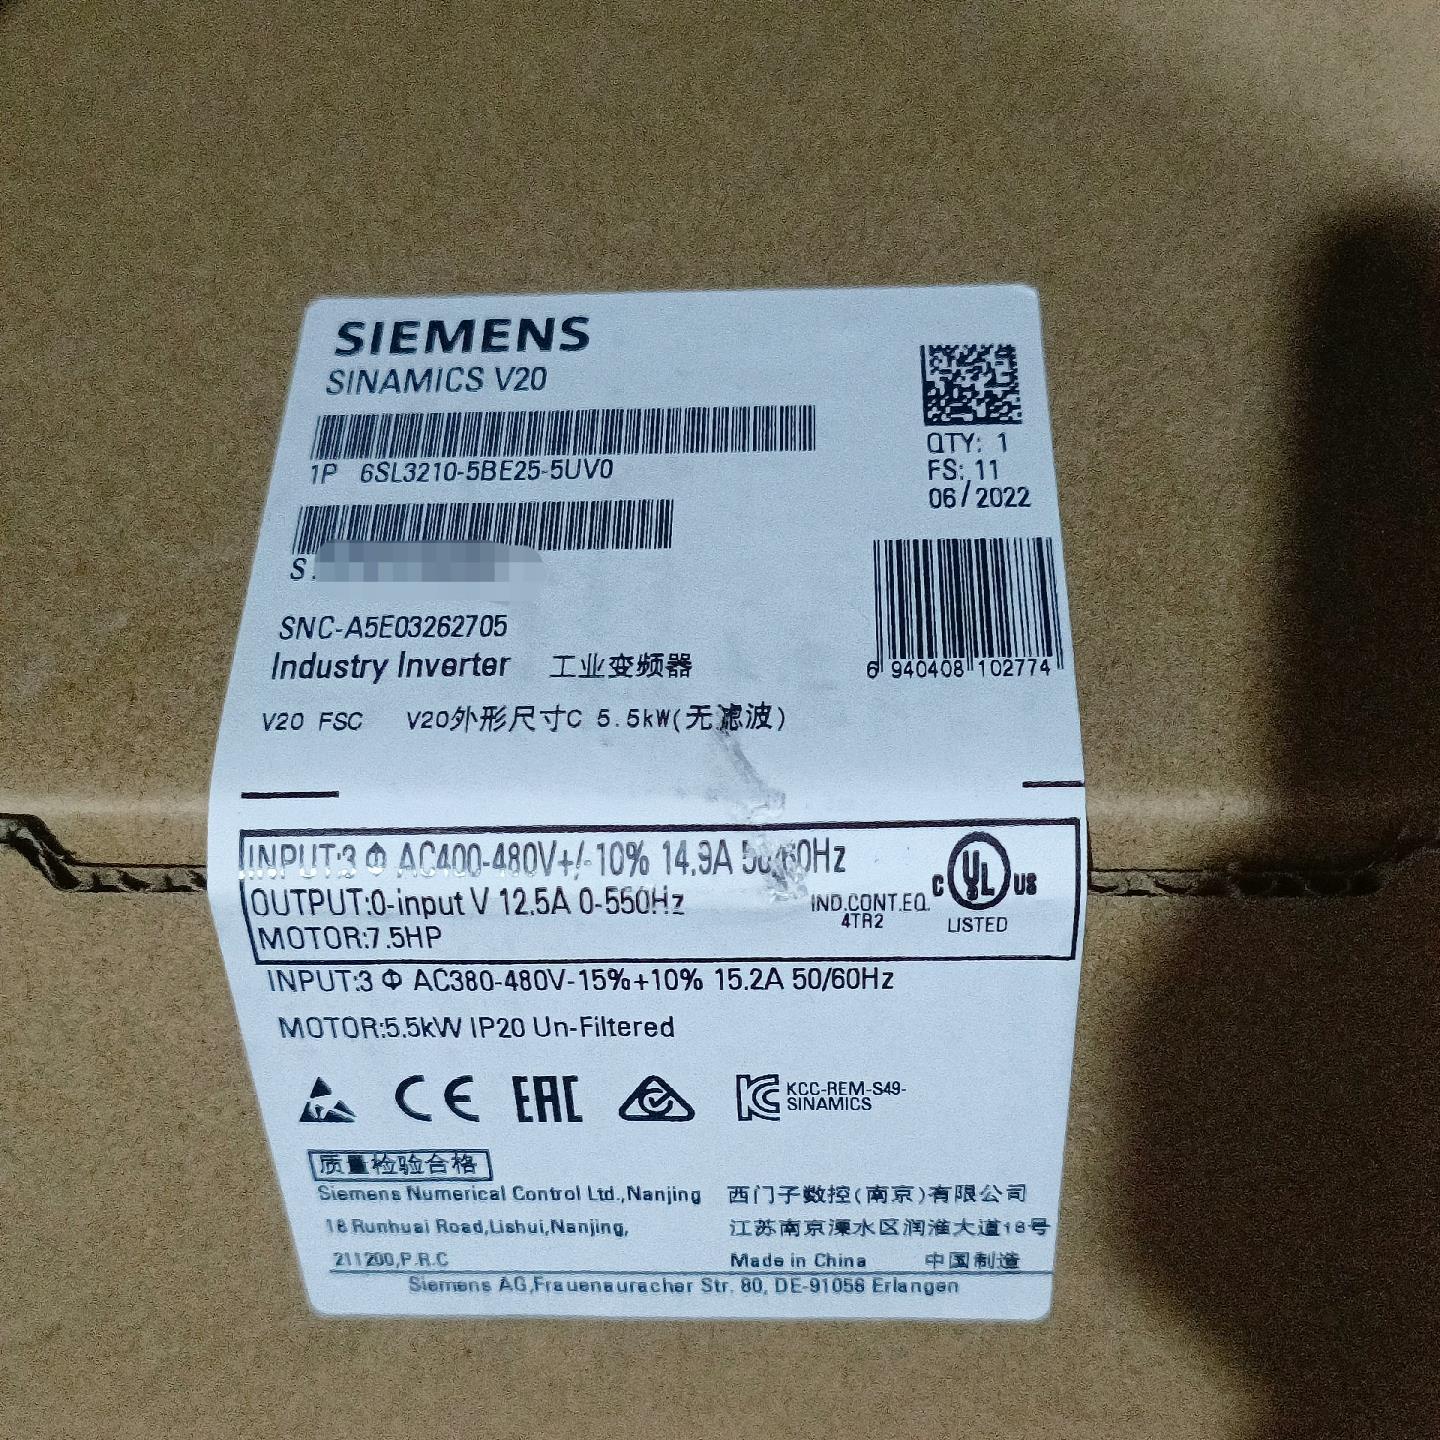 SIEMENS
SINAMICS V20
1P 6SL3210-5BE25-5UV0
QTY: 1
FS: 11
06/2022
S
SNC-A5E03262705
Industry Inverter 工业变频器
6 940408 102774
V20 FSC V20外形尺寸C 5.5kW(无滤波)
INPUT:3 Φ AC400-480V+/-10% 14.9A 50/60Hz
OUTPUT:0-input V 12.5A 0-550Hz
MOTOR:7.5HP
IND.CONT.EQ.
4TR2
C UL US
LISTED
INPUT:3 Φ AC380-480V-15%+10% 15.2A 50/60Hz
MOTOR:5.5kW IP20 Un-Filtered
CE EAC KC KCC-REM-S49-
SINAMICS
质量检验合格
Siemens Numerical Control Ltd.,Nanjing 西门子数控(南京)有限公司
18 Runhuai Road,Lishui,Nanjing, 江苏南京溧水区润淮大道18号
211200,P.R.C Made in China 中国制造
Siemens AG,Frauenauracher Str. 80, DE-91056 Erlangen